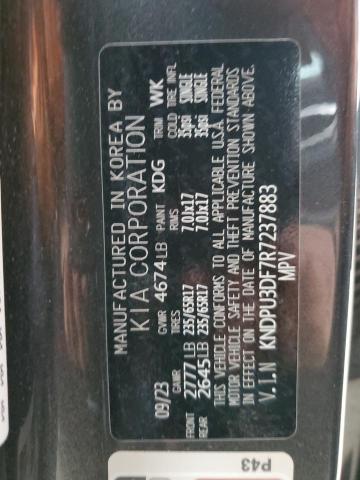 MANUFACTURED IN KOREA BY
KIA CORPORATION
09/23 GVWR 4674LB PAINT KDG TRIM WK
GAWR TIRES RIMS COLD TIRE INFL
FRONT 2777LB 235/65R17 7.0Jx17 35psi SINGLE
REAR 2645LB 235/65R17 7.0Jx17 35psi SINGLE
THIS VEHICLE CONFORMS TO ALL APPLICABLE U.S.A. FEDERAL
MOTOR VEHICLE SAFETY AND THEFT PREVENTION STANDARDS
IN EFFECT ON THE DATE OF MANUFACTURE SHOWN ABOVE.
V.I.N KNDPU3DF7R7237883
MPV
P43